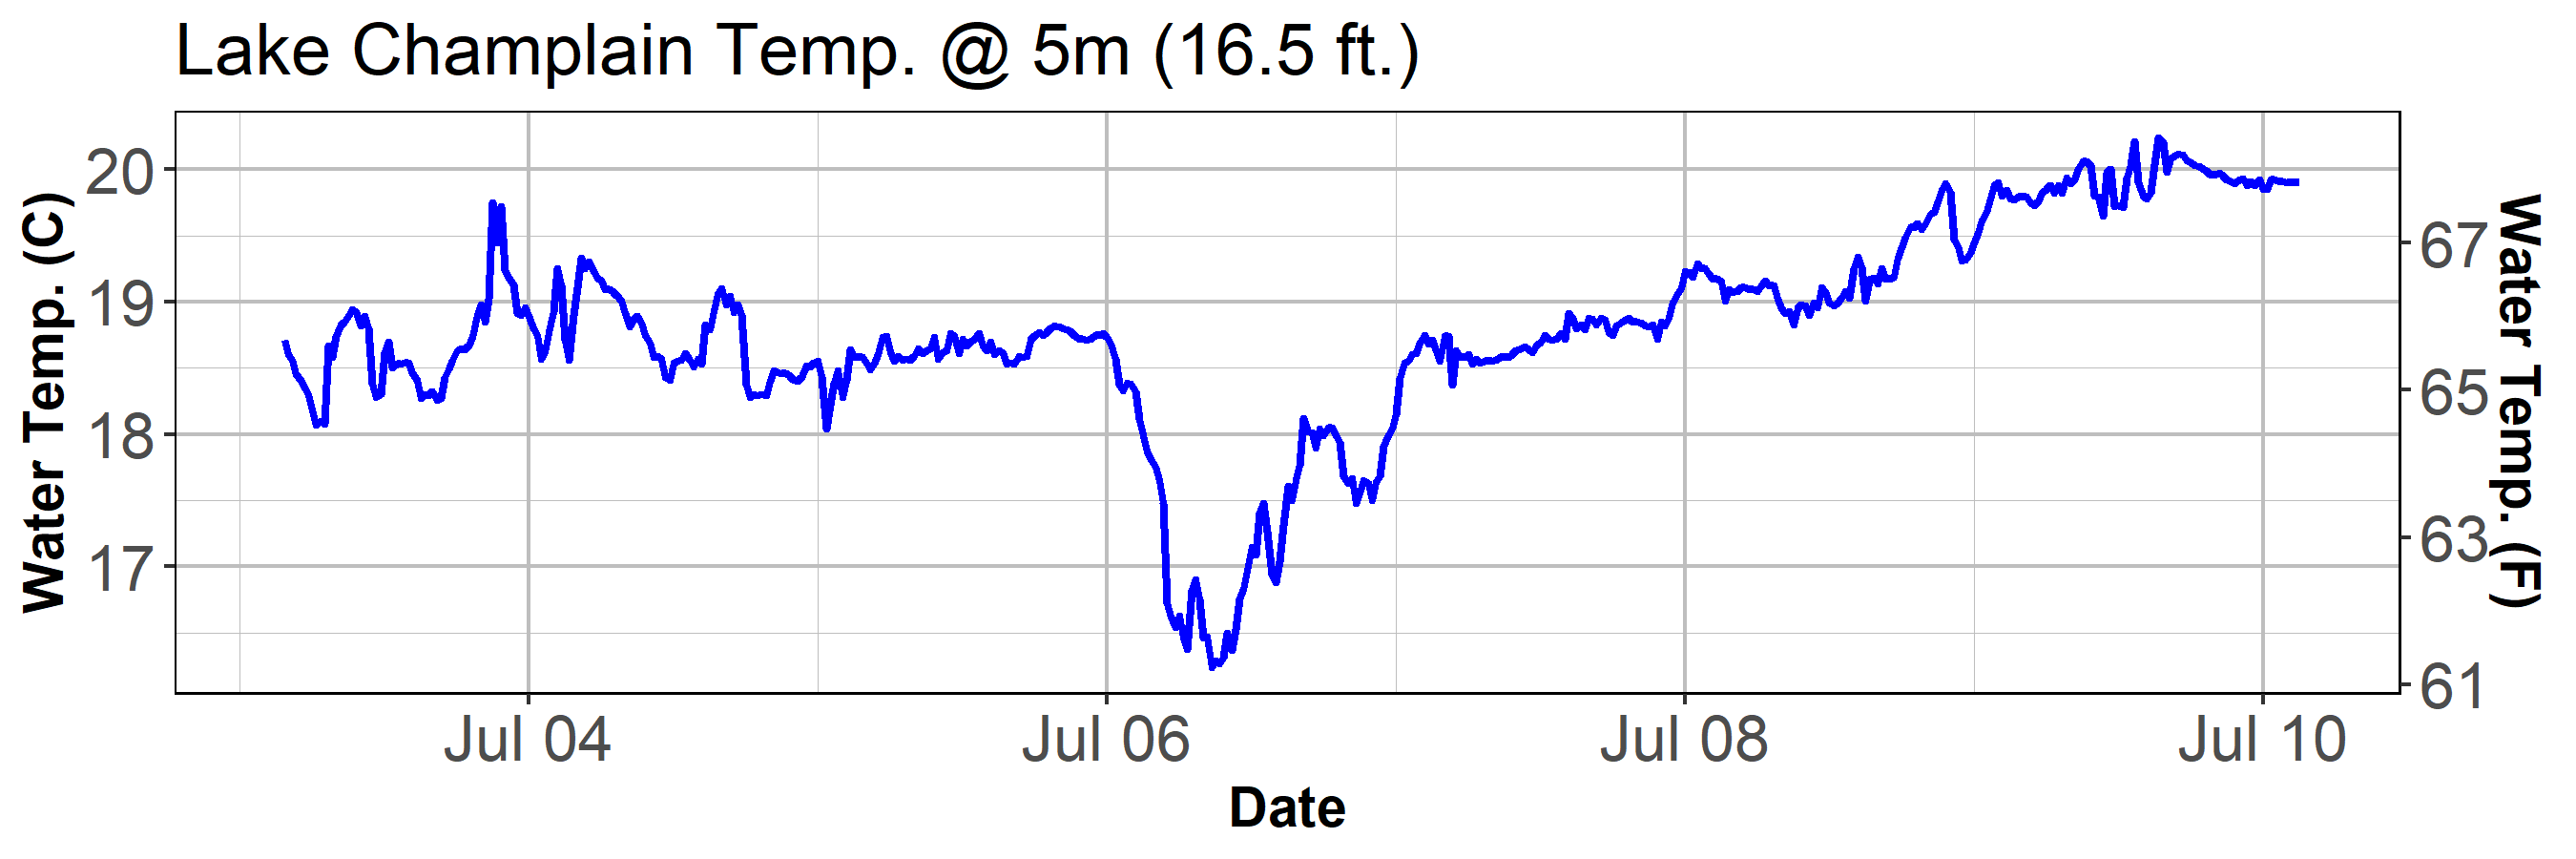 Lake Champlain Temp. @ 5m (16.5 ft.)
Water Temp. (C)
20
19
18
17
67
65
63
61
Water Temp. (F)
Jul 04 Jul 06 Jul 08 Jul 10
Date